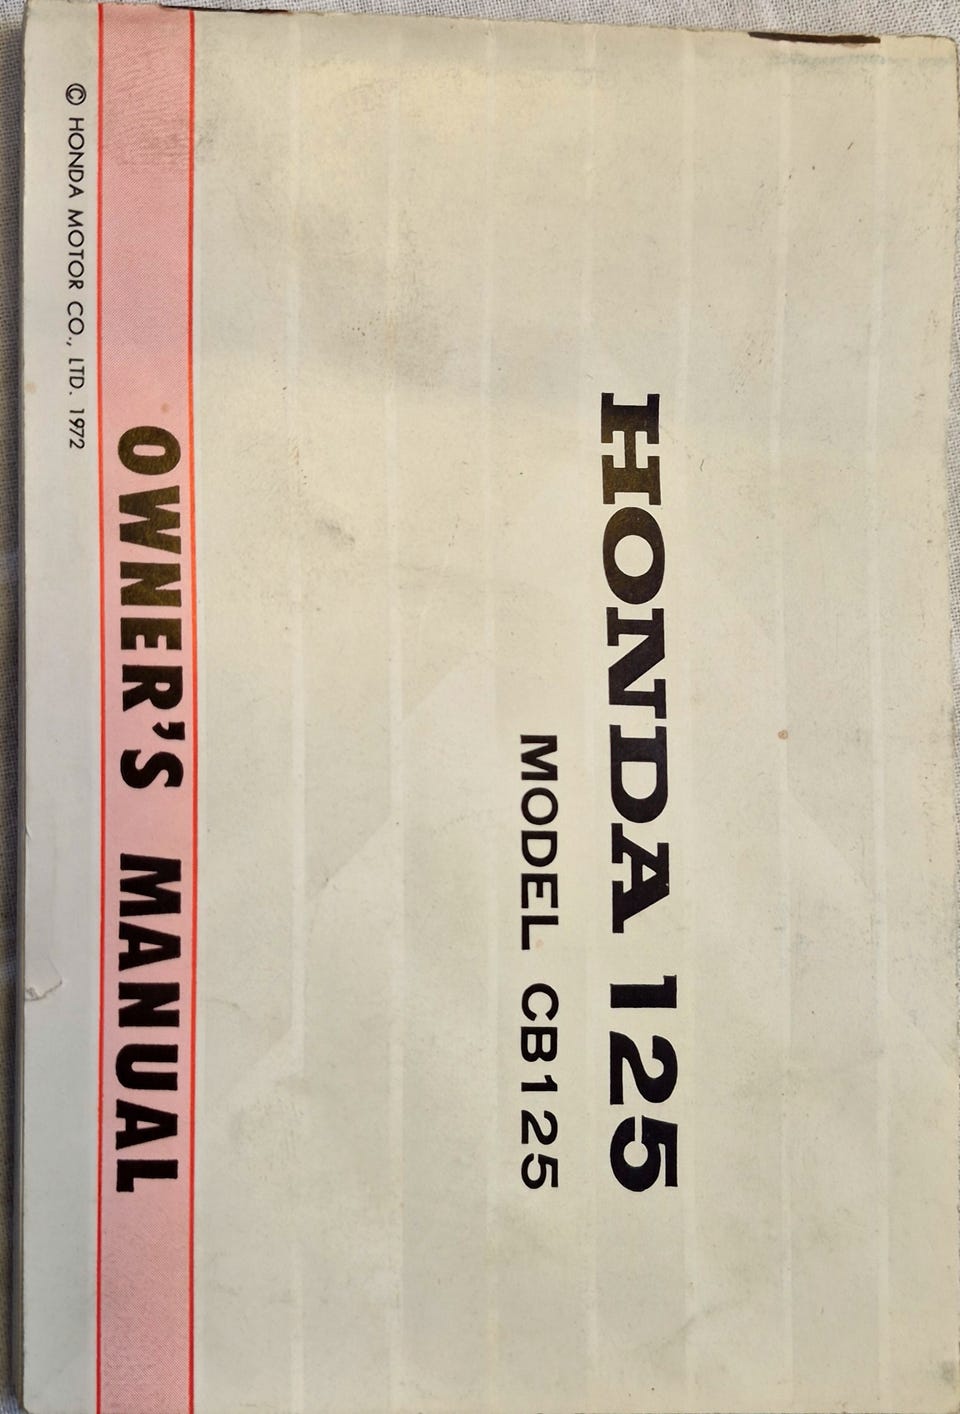 HONDA 125
MODEL CB125
OWNER'S MANUAL
© HONDA MOTOR CO., LTD. 1972